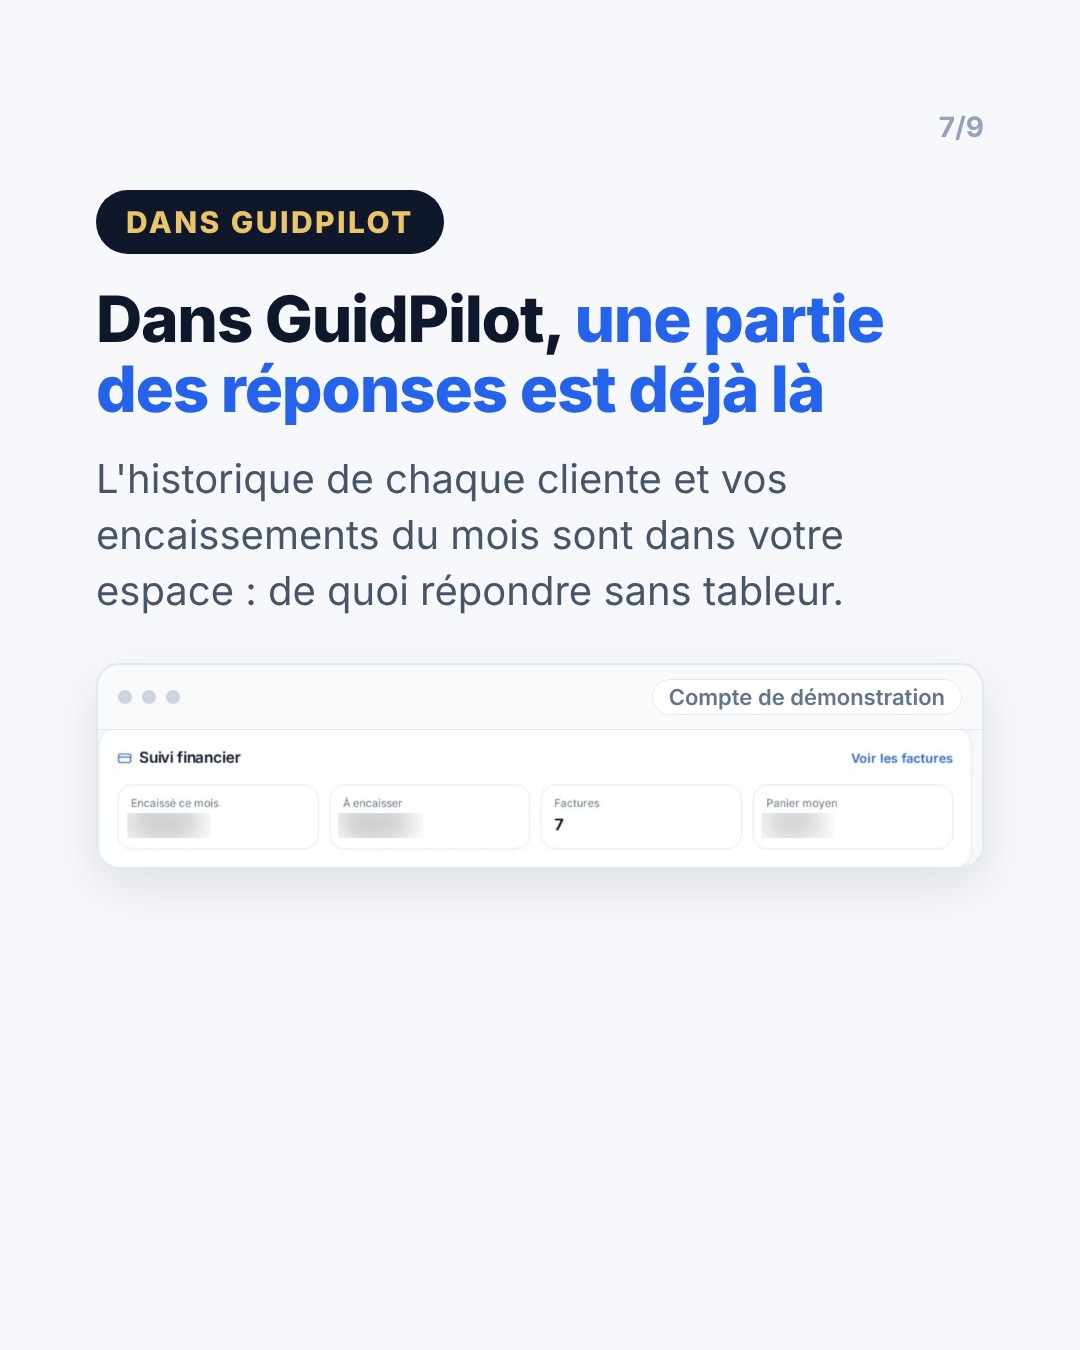 7/9
DANS GUIDPILOT
Dans GuidPilot, une partie
des réponses est déjà là
L'historique de chaque cliente et vos
encaissements du mois sont dans votre
espace : de quoi répondre sans tableur.
Compte de démonstration
Suivi financier
Voir les factures
Encaissé ce mois
À encaisser
Factures
7
Panier moyen